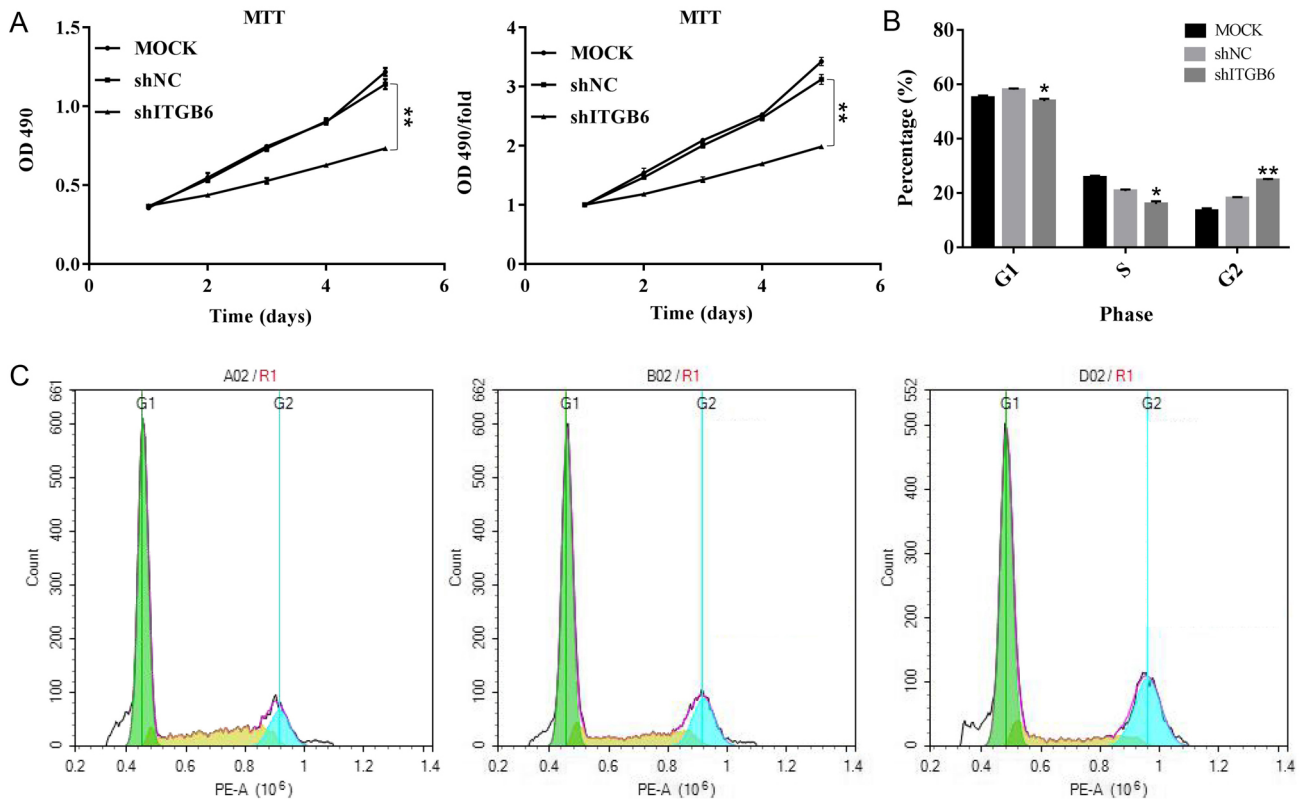 A
MTT
MOCK
shNC
shITGB6
OD 490
1.5
1.0
0.5
0.0
**
0
2
4
6
Time (days)
MTT
MOCK
shNC
shITGB6
OD 490/fold
4
3
2
1
0
**
0
2
4
6
Time (days)
B
MOCK
shNC
shITGB6
Percentage (%)
80
60
40
20
0
*
*
**
G1
S
G2
Phase
C
A02 / R1
G1
G2
Count
661
600
500
400
300
200
100
0
0.2
0.4
0.6
0.8
1
1.2
1.4
PE-A (10⁶)
B02 / R1
G1
G2
Count
662
600
500
400
300
200
100
0
0.2
0.4
0.6
0.8
1
1.2
1.4
PE-A (10⁶)
D02 / R1
G1
G2
Count
552
500
400
300
200
100
0
0.2
0.4
0.6
0.8
1
1.2
1.4
PE-A (10⁶)